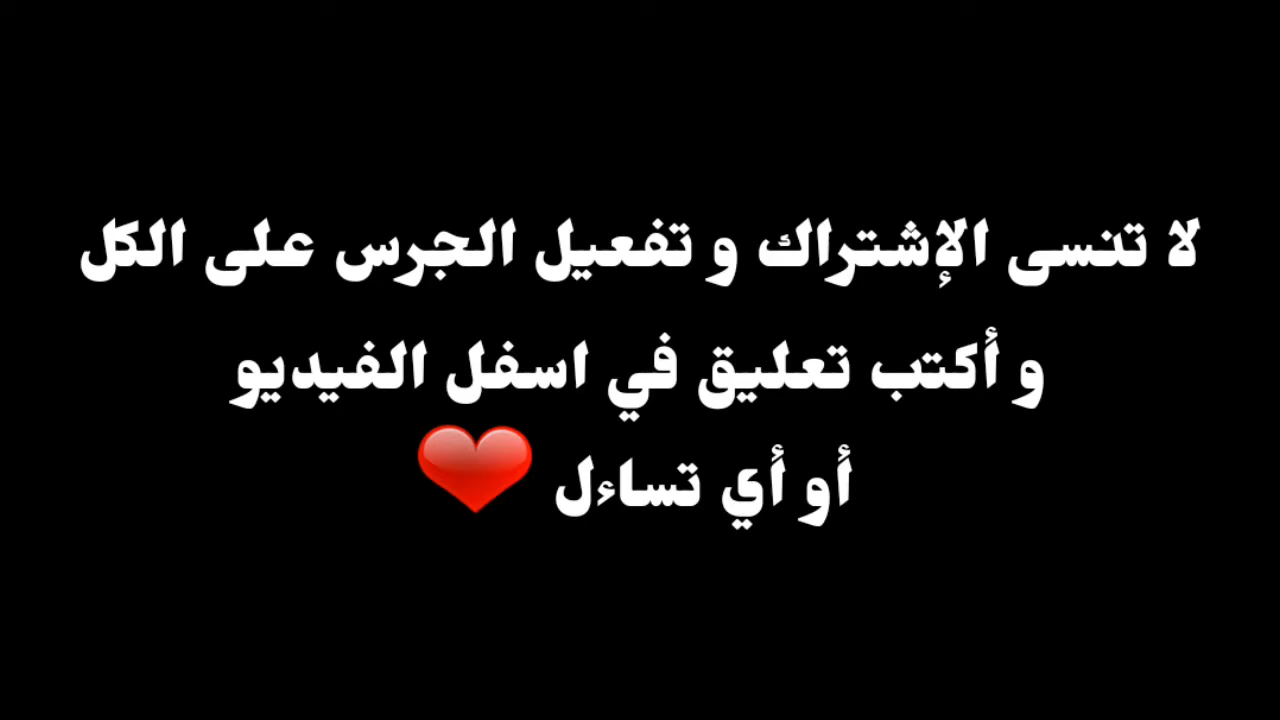 لا تنسى الإشتراك و تفعيل الجرس على الكل
و أكتب تعليق في اسفل الفيديو
أو أي تساءل ❤